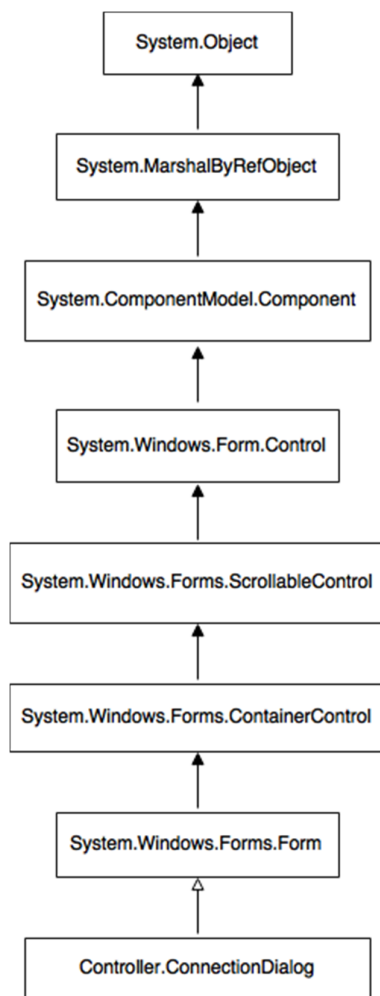 System.Object
System.MarshalByRefObject
System.ComponentModel.Component
System.Windows.Form.Control
System.Windows.Forms.ScrollableControl
System.Windows.Forms.ContainerControl
System.Windows.Forms.Form
Controller.ConnectionDialog